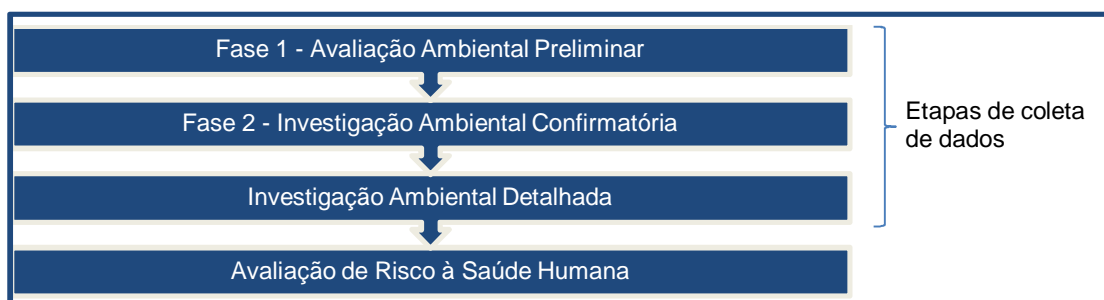 Fase 1 - Avaliação Ambiental Preliminar
Fase 2 - Investigação Ambiental Confirmatória
Investigação Ambiental Detalhada
Avaliação de Risco à Saúde Humana
Etapas de coleta
de dados